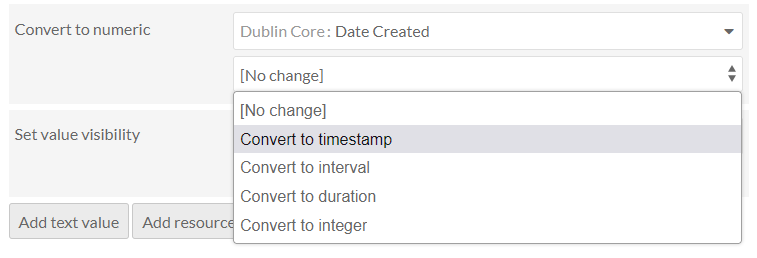 Convert to numeric
Dublin Core: Date Created
[No change]
[No change]
Convert to timestamp
Set value visibility
Convert to interval
Convert to duration
Add text value
Add resource
Convert to integer